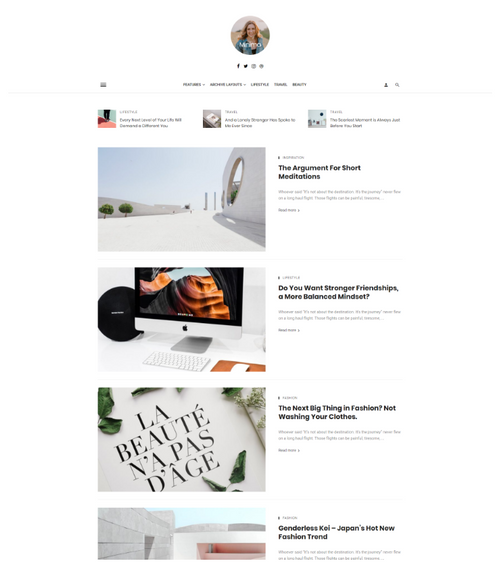 Minimo
FEATURES
ARCHIVE LAYOUTS
LIFESTYLE
TRAVEL
BEAUTY
LIFESTYLE
Every Next Level of Your Life Will
Demand a Different You
TRAVEL
And a Lonely Stranger Has Spoke to
Me Ever Since
TRAVEL
The Scariest Moment is Always Just
Before You Start
INSPIRATION
The Argument For Short
Meditations
Whoever said "It's not about the destination. It's the journey" never flew
on a long haul flight. Those flights can be painful. Awesome...
Read more
LIFESTYLE
Do You Want Stronger Friendships,
a More Balanced Mindset?
Whoever said "It's not about the destination. It's the journey" never flew
on a long haul flight. Those flights can be painful. Awesome...
Read more
LA
BEAUTÉ
N'A PAS
D'ÂGE
FASHION
The Next Big Thing in Fashion? Not
Washing Your Clothes.
Whoever said "It's not about the destination. It's the journey" never flew
on a long haul flight. Those flights can be painful. Awesome...
Read more
FASHION
Genderless Kei – Japan's Hot New
Fashion Trend
Whoever said "It's not about the destination. It's the journey" never flew
on a long haul flight. Those flights can be painful. Awesome...